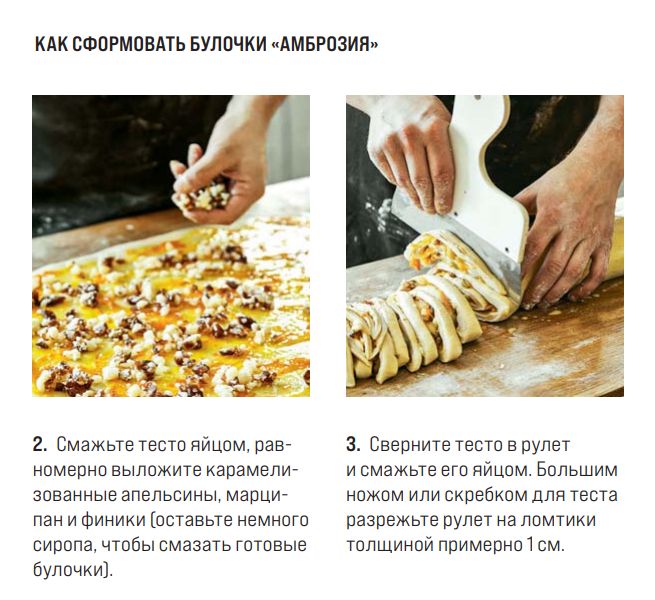 КАК СФОРМОВАТЬ БУЛОЧКИ «АМБРОЗИЯ»
2. Смажьте тесто яйцом, рав-
номерно выложите карамели-
зованные апельсины, марци-
пан и финики (оставьте немного
сиропа, чтобы смазать готовые
булочки).
3. Сверните тесто в рулет
и смажьте его яйцом. Большим
ножом или скребком для теста
разрежьте рулет на ломтики
толщиной примерно 1 см.